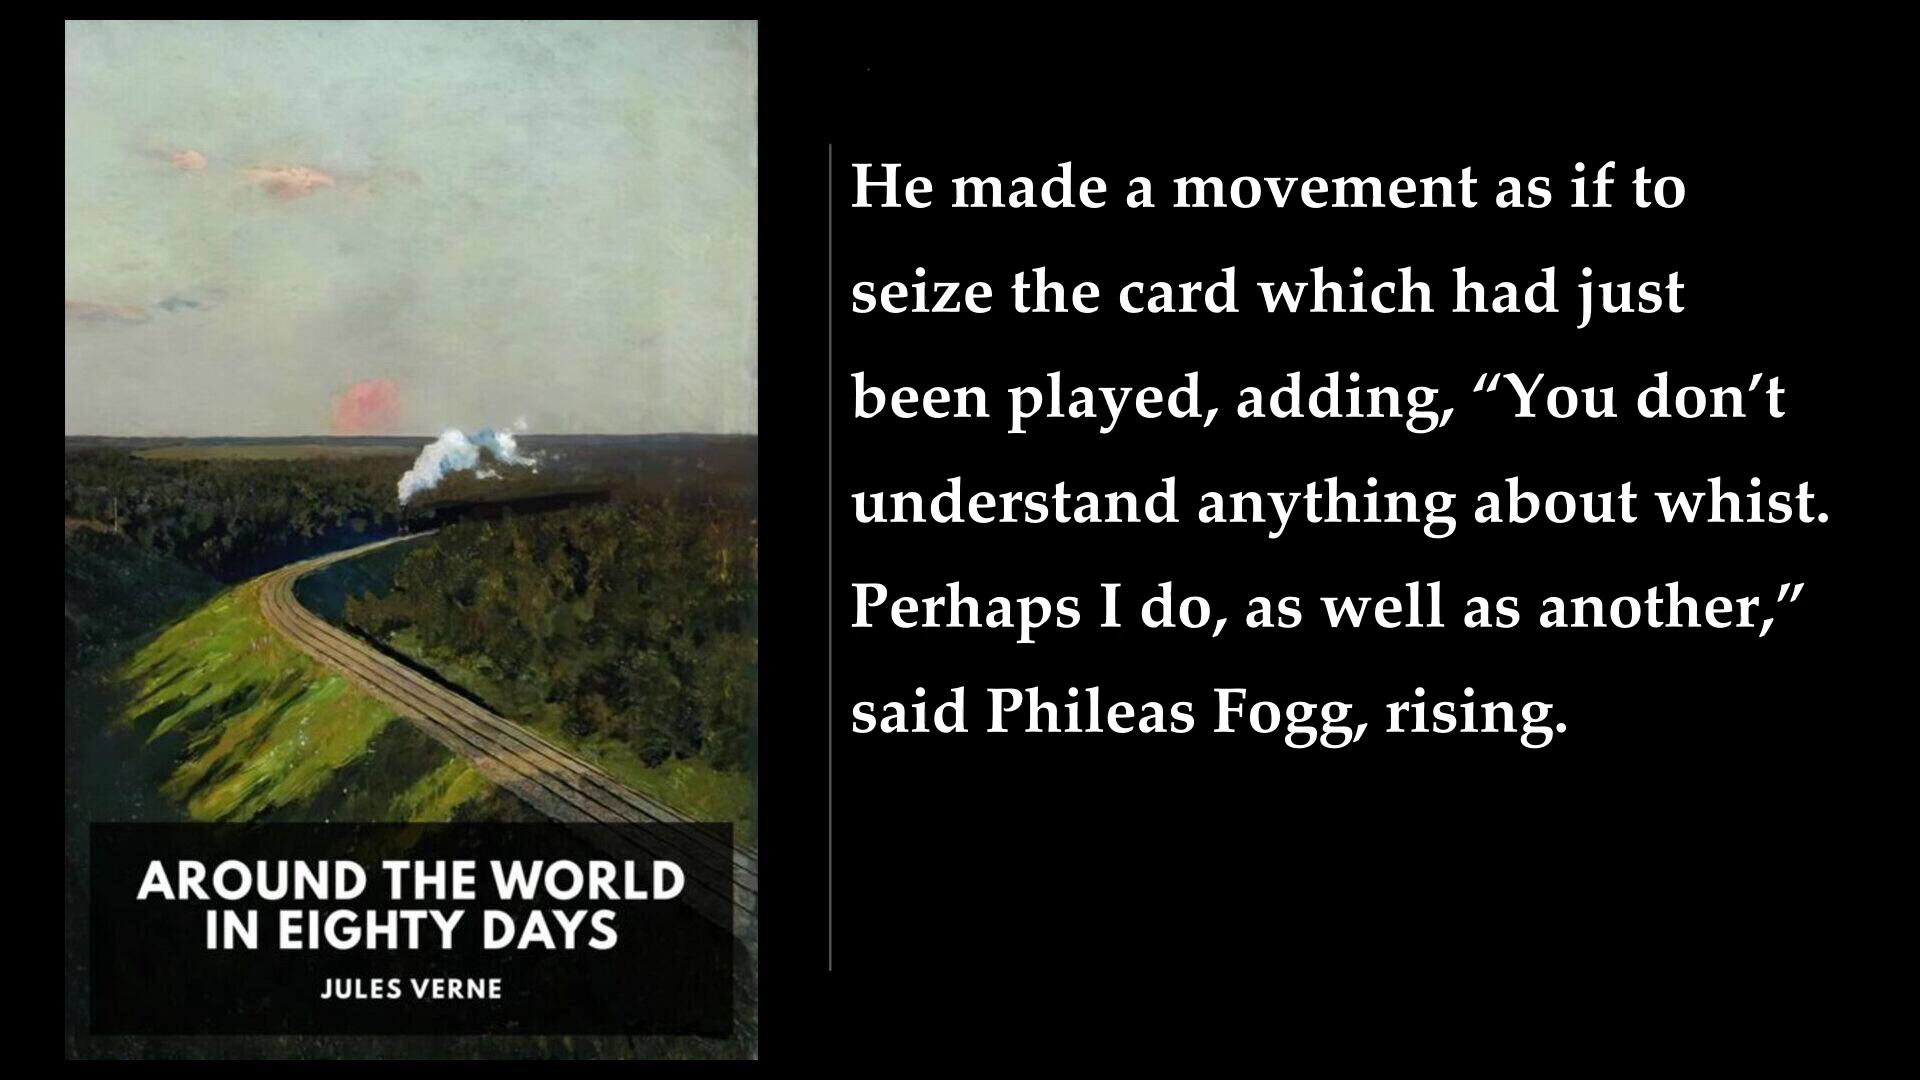 He made a movement as if to
seize the card which had just
been played, adding, “You don’t
understand anything about whist.
Perhaps I do, as well as another,”
said Phileas Fogg, rising.
AROUND THE WORLD
IN EIGHTY DAYS
JULES VERNE